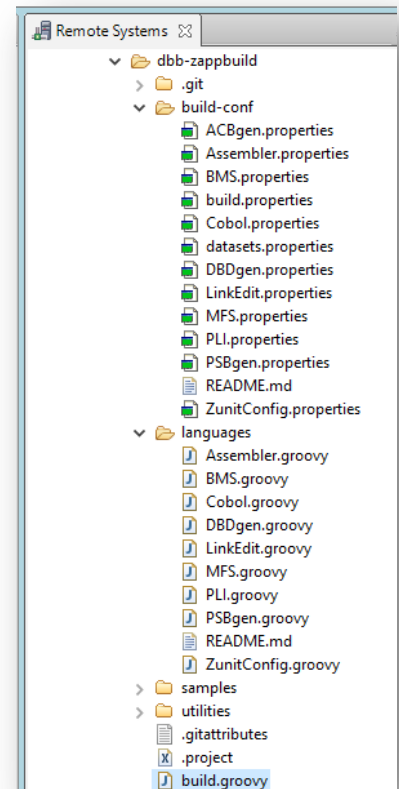 Remote Systems
dbb-zappbuild
.git
build-conf
ACBgen.properties
Assembler.properties
BMS.properties
build.properties
Cobol.properties
datasets.properties
DBDgen.properties
LinkEdit.properties
MFS.properties
PLI.properties
PSBgen.properties
README.md
ZunitConfig.properties
languages
Assembler.groovy
BMS.groovy
Cobol.groovy
DBDgen.groovy
LinkEdit.groovy
MFS.groovy
PLI.groovy
PSBgen.groovy
README.md
ZunitConfig.groovy
samples
utilities
.gitattributes
.project
build.groovy